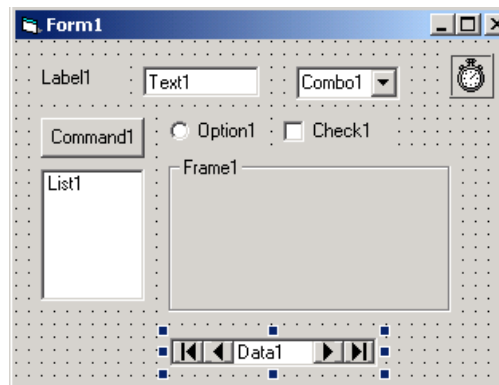 Form1
Label1 Text1 Combo1
Command1 Option1 Check1
List1 Frame1
Data1